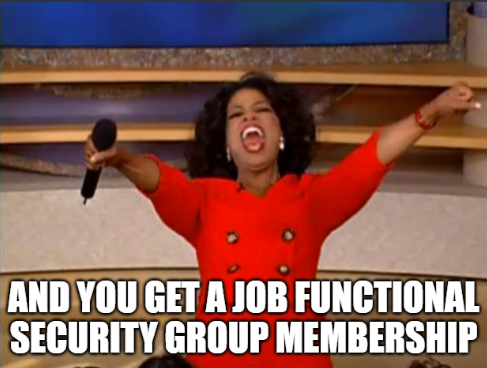 AND YOU GET A JOB FUNCTIONAL
SECURITY GROUP MEMBERSHIP